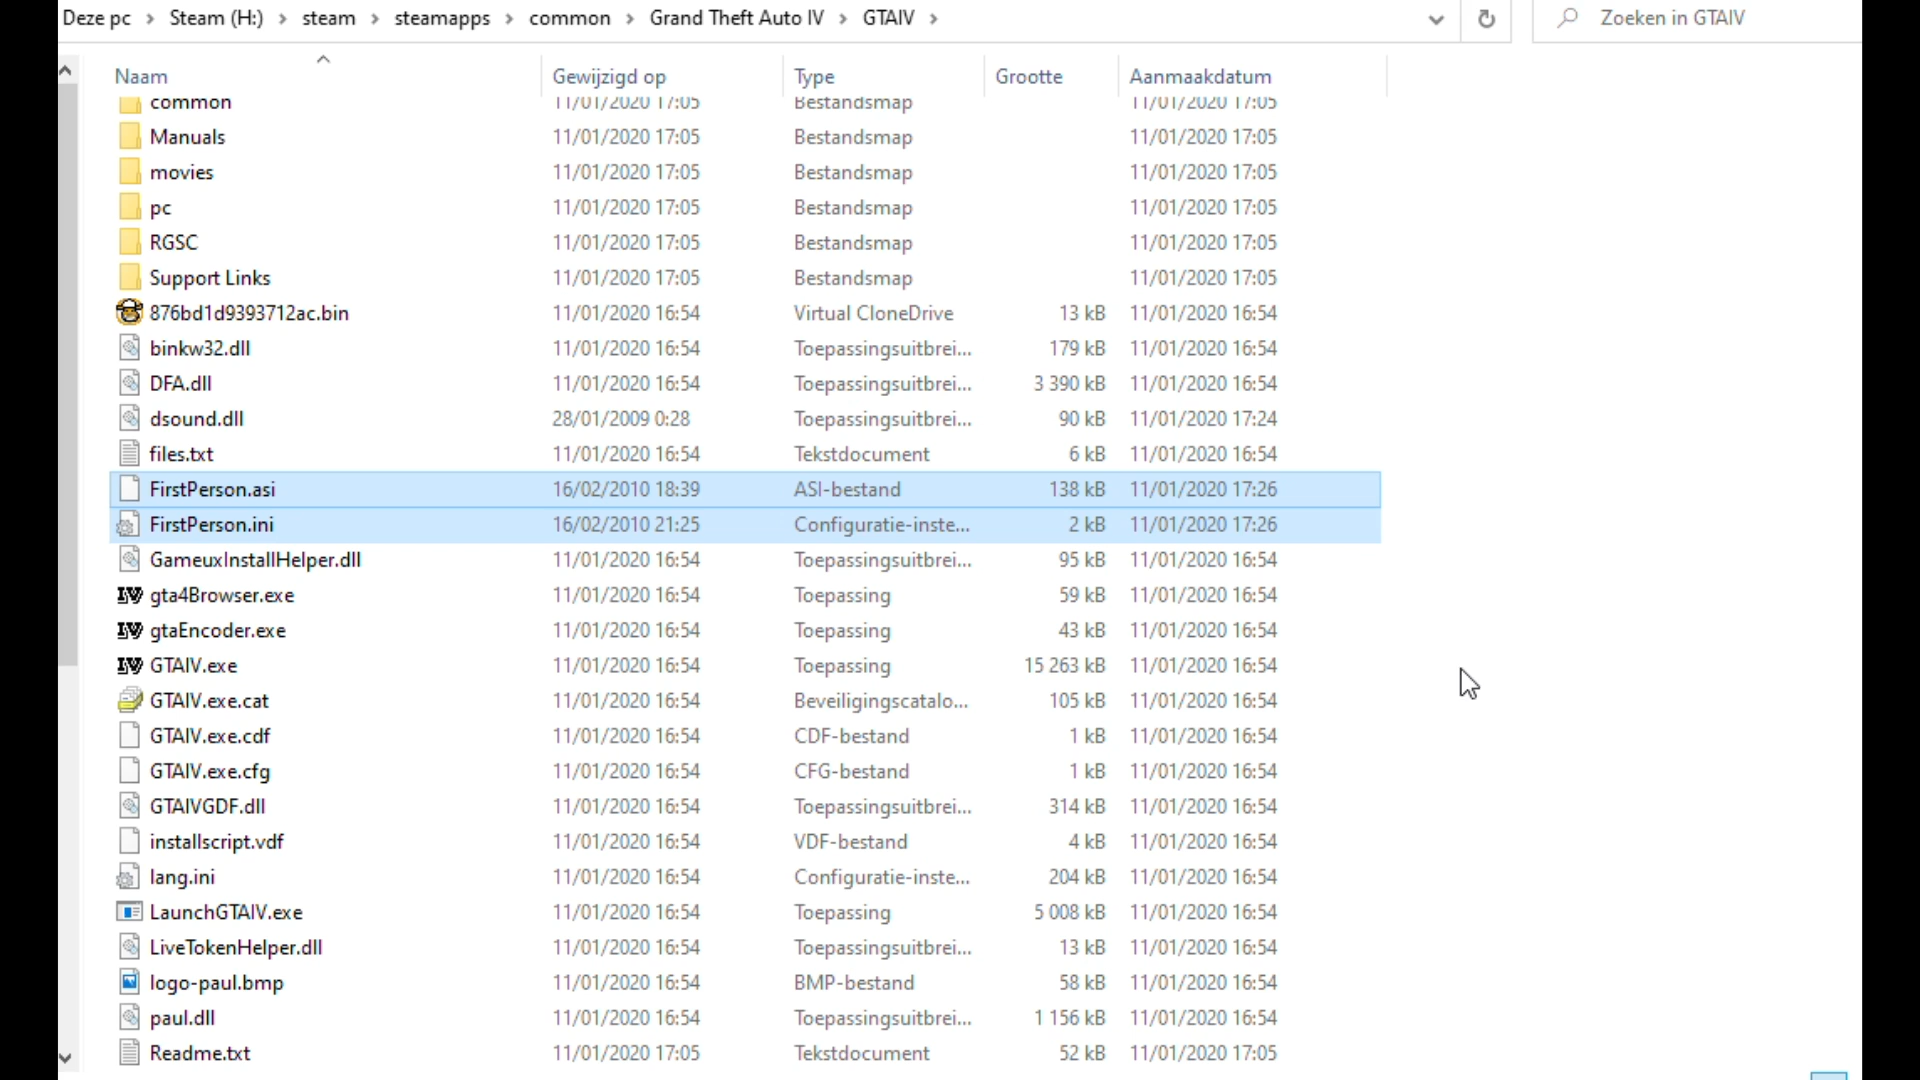 Deze pc > Steam (H:) > steam > steamapps > common > Grand Theft Auto IV > GTAIV > Zoeken in GTAIV
Naam Gewijzigd op Type Grootte Aanmaakdatum
common 11/01/2020 17:05 Bestandsmap 11/01/2020 17:05
Manuals 11/01/2020 17:05 Bestandsmap 11/01/2020 17:05
movies 11/01/2020 17:05 Bestandsmap 11/01/2020 17:05
pc 11/01/2020 17:05 Bestandsmap 11/01/2020 17:05
RGSC 11/01/2020 17:05 Bestandsmap 11/01/2020 17:05
Support Links 11/01/2020 17:05 Bestandsmap 11/01/2020 17:05
876bd1d9393712ac.bin 11/01/2020 16:54 Virtual CloneDrive 13 kB 11/01/2020 16:54
binkw32.dll 11/01/2020 16:54 Toepassingsuitbrei... 179 kB 11/01/2020 16:54
DFA.dll 11/01/2020 16:54 Toepassingsuitbrei... 3 390 kB 11/01/2020 16:54
dsound.dll 28/01/2009 0:28 Toepassingsuitbrei... 90 kB 11/01/2020 17:24
files.txt 11/01/2020 16:54 Tekstdocument 6 kB 11/01/2020 16:54
FirstPerson.asi 16/02/2010 18:39 ASI-bestand 138 kB 11/01/2020 17:26
FirstPerson.ini 16/02/2010 21:25 Configuratie-inste... 2 kB 11/01/2020 17:26
GameuxInstallHelper.dll 11/01/2020 16:54 Toepassingsuitbrei... 95 kB 11/01/2020 16:54
IV gta4Browser.exe 11/01/2020 16:54 Toepassing 59 kB 11/01/2020 16:54
IV gtaEncoder.exe 11/01/2020 16:54 Toepassing 43 kB 11/01/2020 16:54
IV GTAIV.exe 11/01/2020 16:54 Toepassing 15 263 kB 11/01/2020 16:54
GTAIV.exe.cat 11/01/2020 16:54 Beveiligingscatalo... 105 kB 11/01/2020 16:54
GTAIV.exe.cdf 11/01/2020 16:54 CDF-bestand 1 kB 11/01/2020 16:54
GTAIV.exe.cfg 11/01/2020 16:54 CFG-bestand 1 kB 11/01/2020 16:54
GTAIVGDF.dll 11/01/2020 16:54 Toepassingsuitbrei... 314 kB 11/01/2020 16:54
installscript.vdf 11/01/2020 16:54 VDF-bestand 4 kB 11/01/2020 16:54
lang.ini 11/01/2020 16:54 Configuratie-inste... 204 kB 11/01/2020 16:54
LaunchGTAIV.exe 11/01/2020 16:54 Toepassing 5 008 kB 11/01/2020 16:54
LiveTokenHelper.dll 11/01/2020 16:54 Toepassingsuitbrei... 13 kB 11/01/2020 16:54
logo-paul.bmp 11/01/2020 16:54 BMP-bestand 58 kB 11/01/2020 16:54
paul.dll 11/01/2020 16:54 Toepassingsuitbrei... 1 156 kB 11/01/2020 16:54
Readme.txt 11/01/2020 17:05 Tekstdocument 52 kB 11/01/2020 17:05